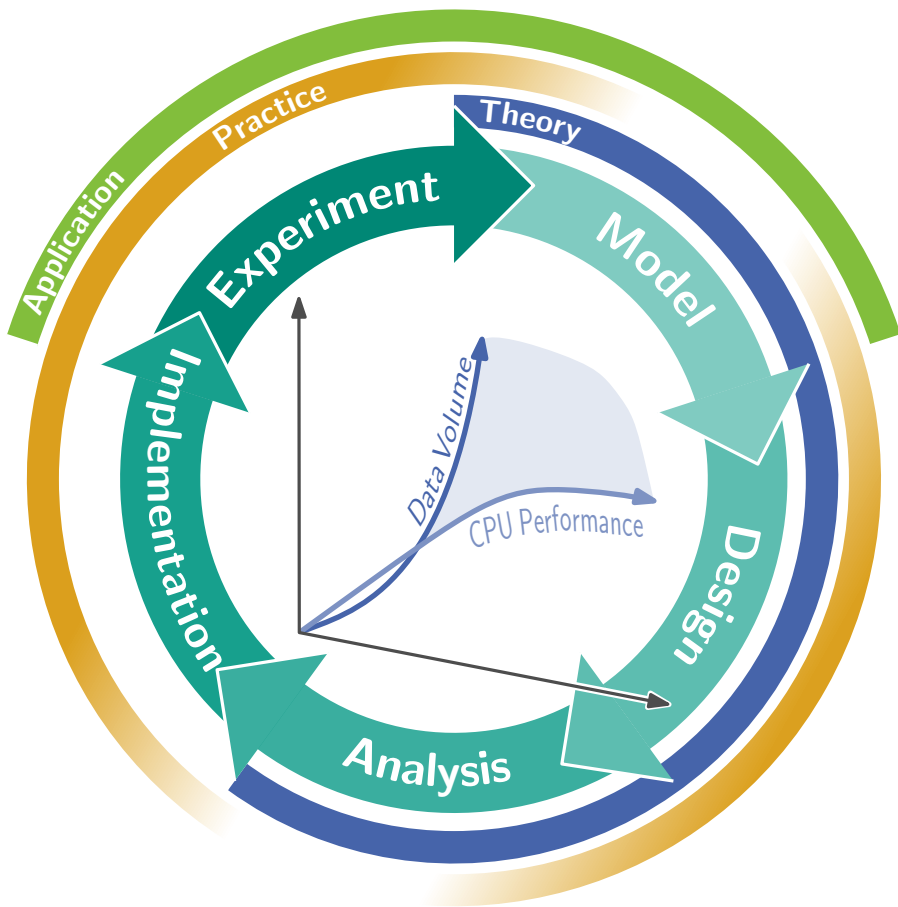 Application
Practice
Theory
Experiment
Model
Design
Analysis
Implementation
Data Volume
CPU Performance